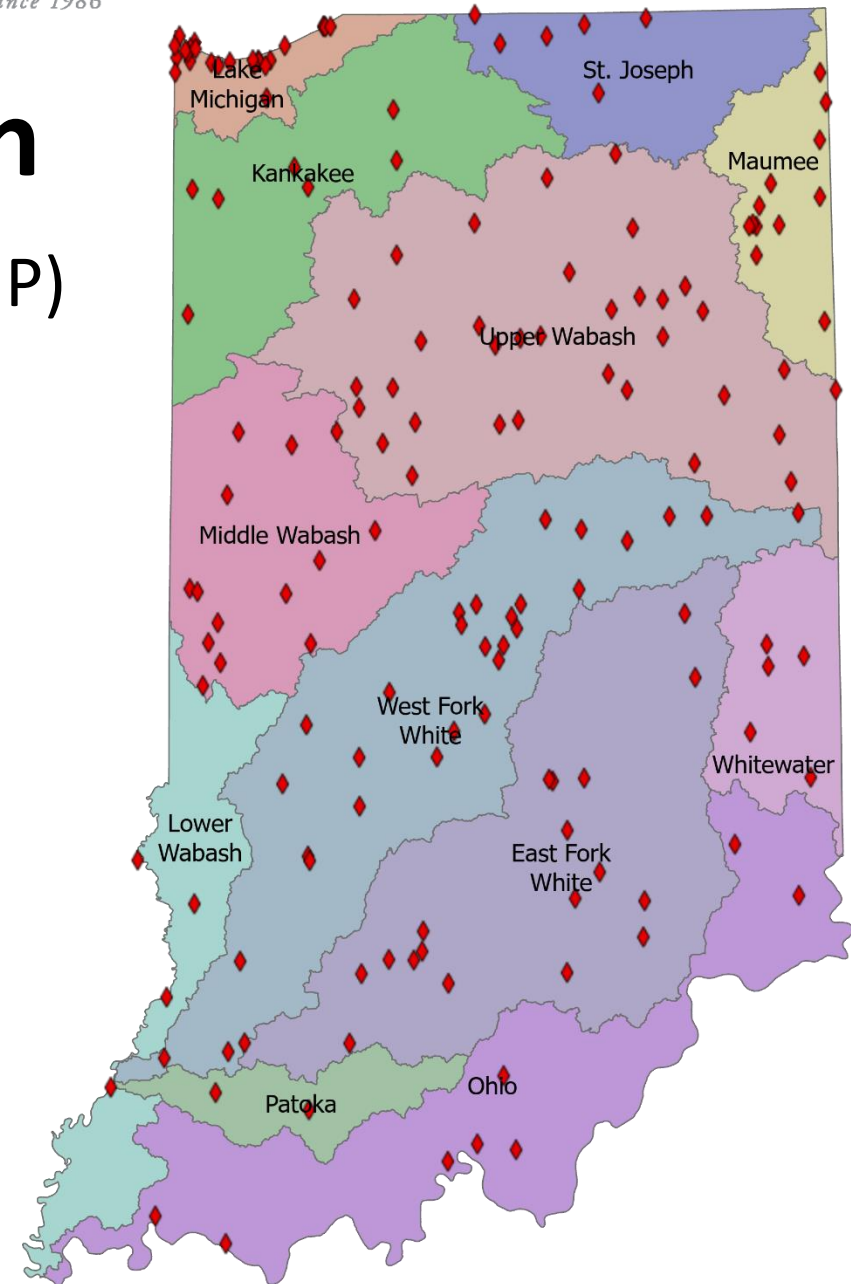 ince 1986
n
P)
Lake
Michigan
St. Joseph
Maumee
Kankakee
Upper Wabash
Middle Wabash
West Fork
White
Whitewater
Lower
Wabash
East Fork
White
Ohio
Patoka